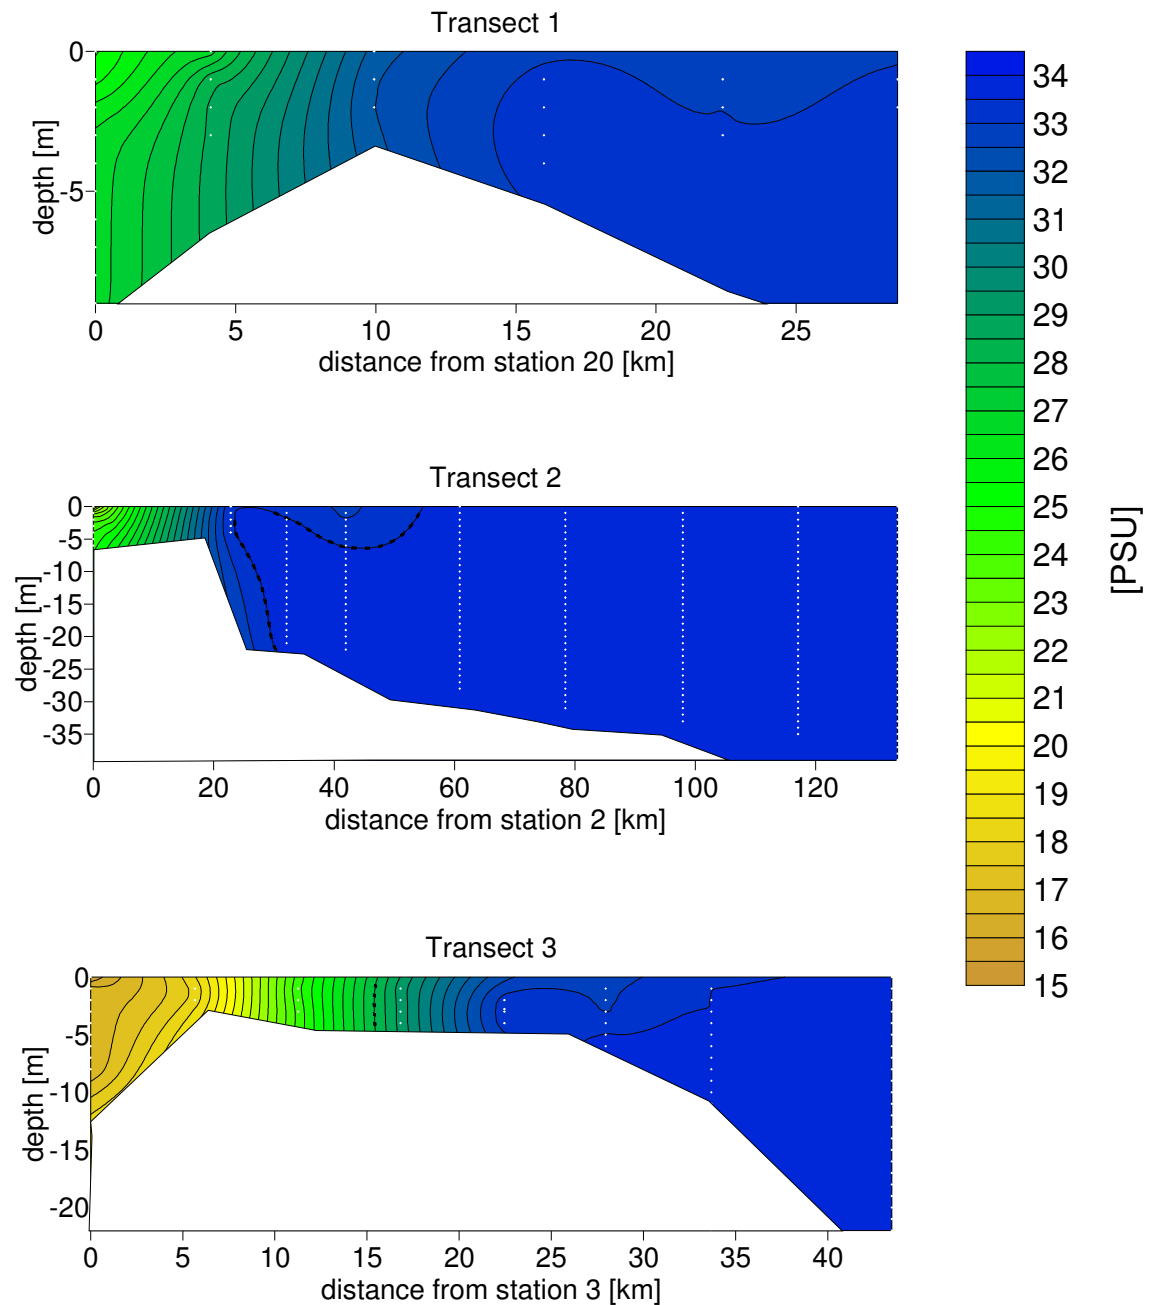 Transect 1
0
-5
depth [m]
0 5 10 15 20 25
distance from station 20 [km]
Transect 2
0
-5
-10
-15
-20
-25
-30
-35
depth [m]
0 20 40 60 80 100 120
distance from station 2 [km]
Transect 3
0
-5
-10
-15
-20
depth [m]
0 5 10 15 20 25 30 35 40
distance from station 3 [km]
34
33
32
31
30
29
28
27
26
25
24
23
22
21
20
19
18
17
16
15
[PSU]